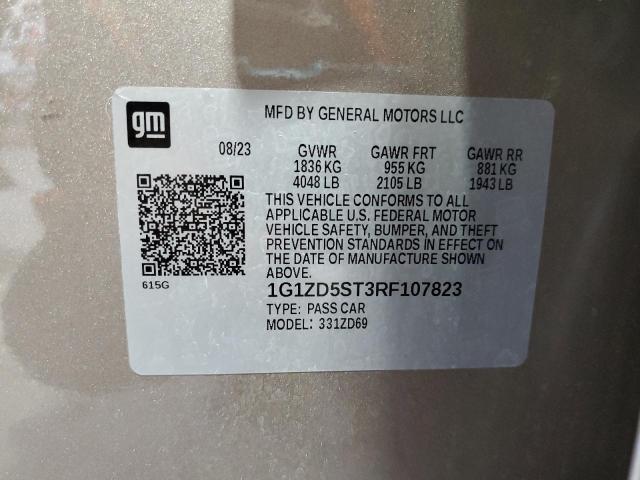 gm
MFD BY GENERAL MOTORS LLC
08/23 GVWR GAWR FRT GAWR RR
1836 KG 955 KG 881 KG
4048 LB 2105 LB 1943 LB
THIS VEHICLE CONFORMS TO ALL
APPLICABLE U.S. FEDERAL MOTOR
VEHICLE SAFETY, BUMPER, AND THEFT
PREVENTION STANDARDS IN EFFECT ON
THE DATE OF MANUFACTURE SHOWN
ABOVE.
615G
1G1ZD5ST3RF107823
TYPE: PASS CAR
MODEL: 331ZD69